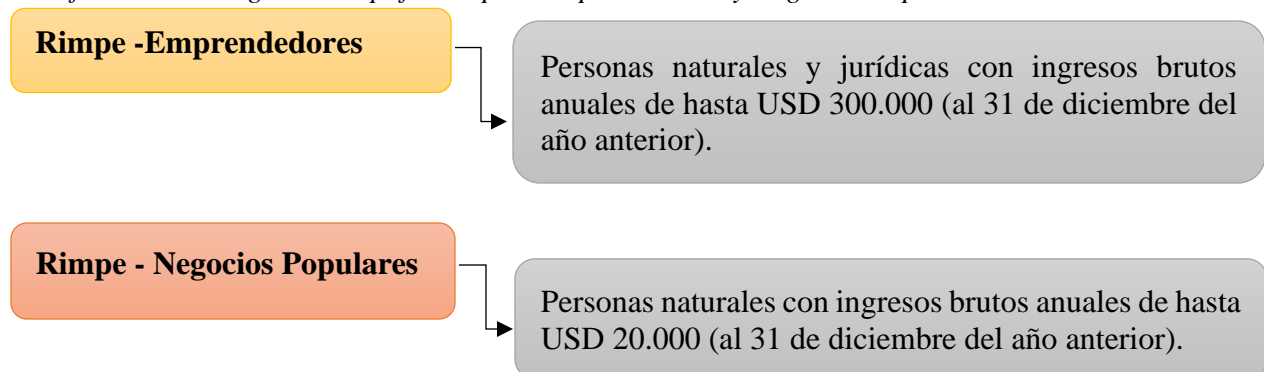 Rimpe -Emprendedores
Personas naturales y jurídicas con ingresos brutos
anuales de hasta USD 300.000 (al 31 de diciembre del
año anterior).
Rimpe - Negocios Populares
Personas naturales con ingresos brutos anuales de hasta
USD 20.000 (al 31 de diciembre del año anterior).